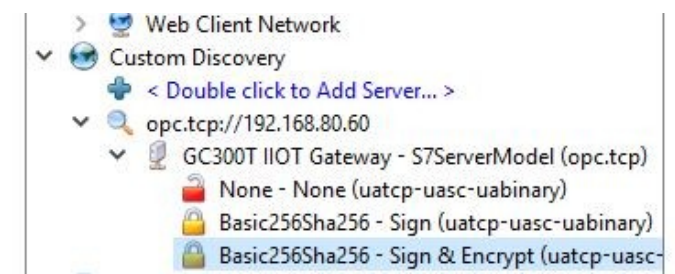 Web Client Network
Custom Discovery
< Double click to Add Server... >
opc.tcp://192.168.80.60
GC300T IIOT Gateway - S7ServerModel (opc.tcp)
None - None (uatcp-uasc-uabinary)
Basic256Sha256 - Sign (uatcp-uasc-uabinary)
Basic256Sha256 - Sign & Encrypt (uatcp-uasc-